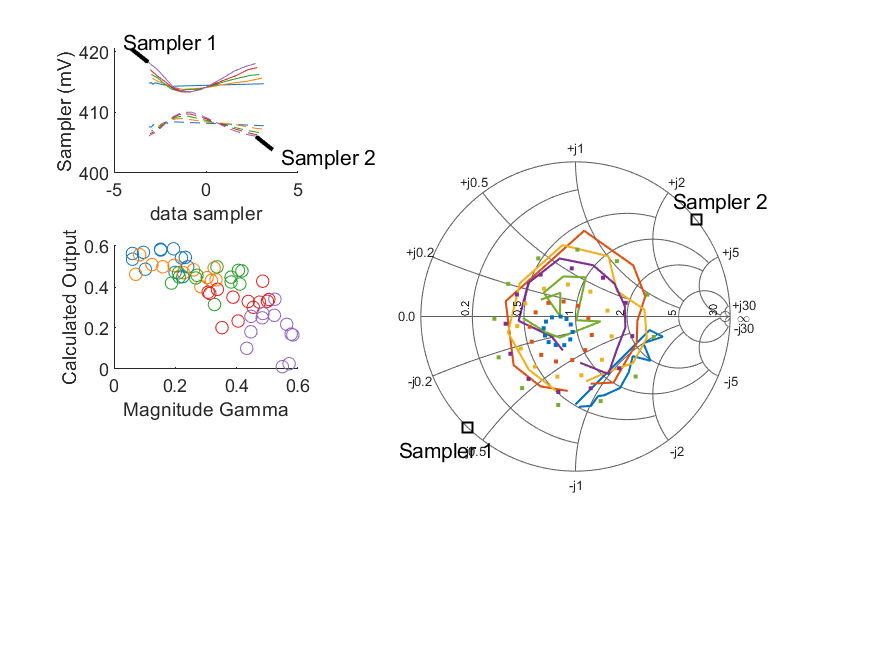 Sampler 1
420
410
400
Sampler (mV)
-5
0
5
data sampler
Sampler 2
0.6
0.4
0.2
0
Calculated Output
0
0.2
0.4
0.6
Magnitude Gamma
+j1
+j0.5
+j2
Sampler 2
+j0.2
+j5
0.0
0.2
0.5
1
2
5
30
+j30
∞
-j30
-j0.2
-j5
Sampler 1
-j0.5
-j2
-j1